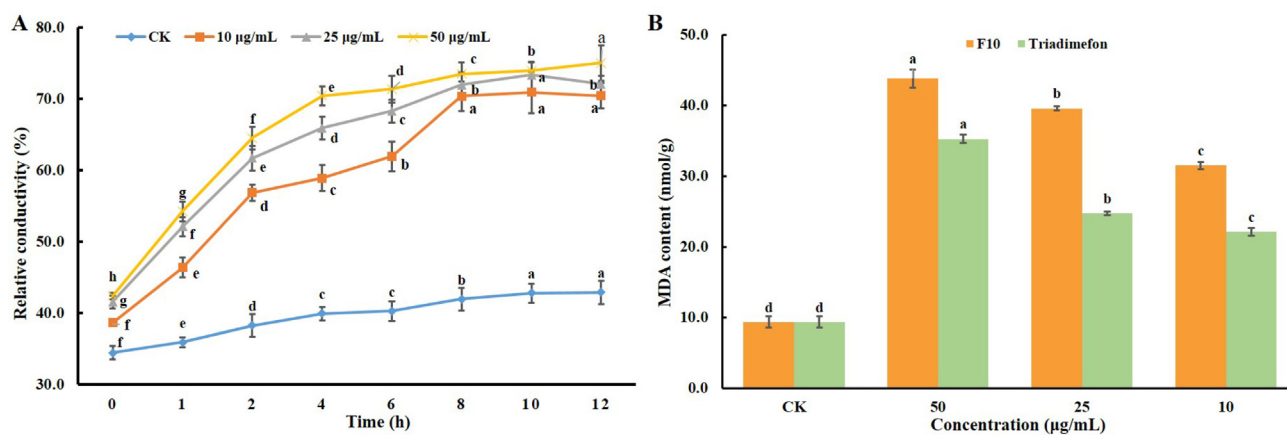 A
CK 10 μg/mL 25 μg/mL 50 μg/mL
Relative conductivity (%)
80.0
70.0
60.0
50.0
40.0
30.0
h g f f
g f e e
f e d d
e d c c
d c b c
c b a b
b a a a
a b a a
0 1 2 4 6 8 10 12
Time (h)
B
F10 Triadimefon
MDA content (nmol/g)
50.0
40.0
30.0
20.0
10.0
0.0
d d a a b b c c
CK 50 25 10
Concentration (μg/mL)